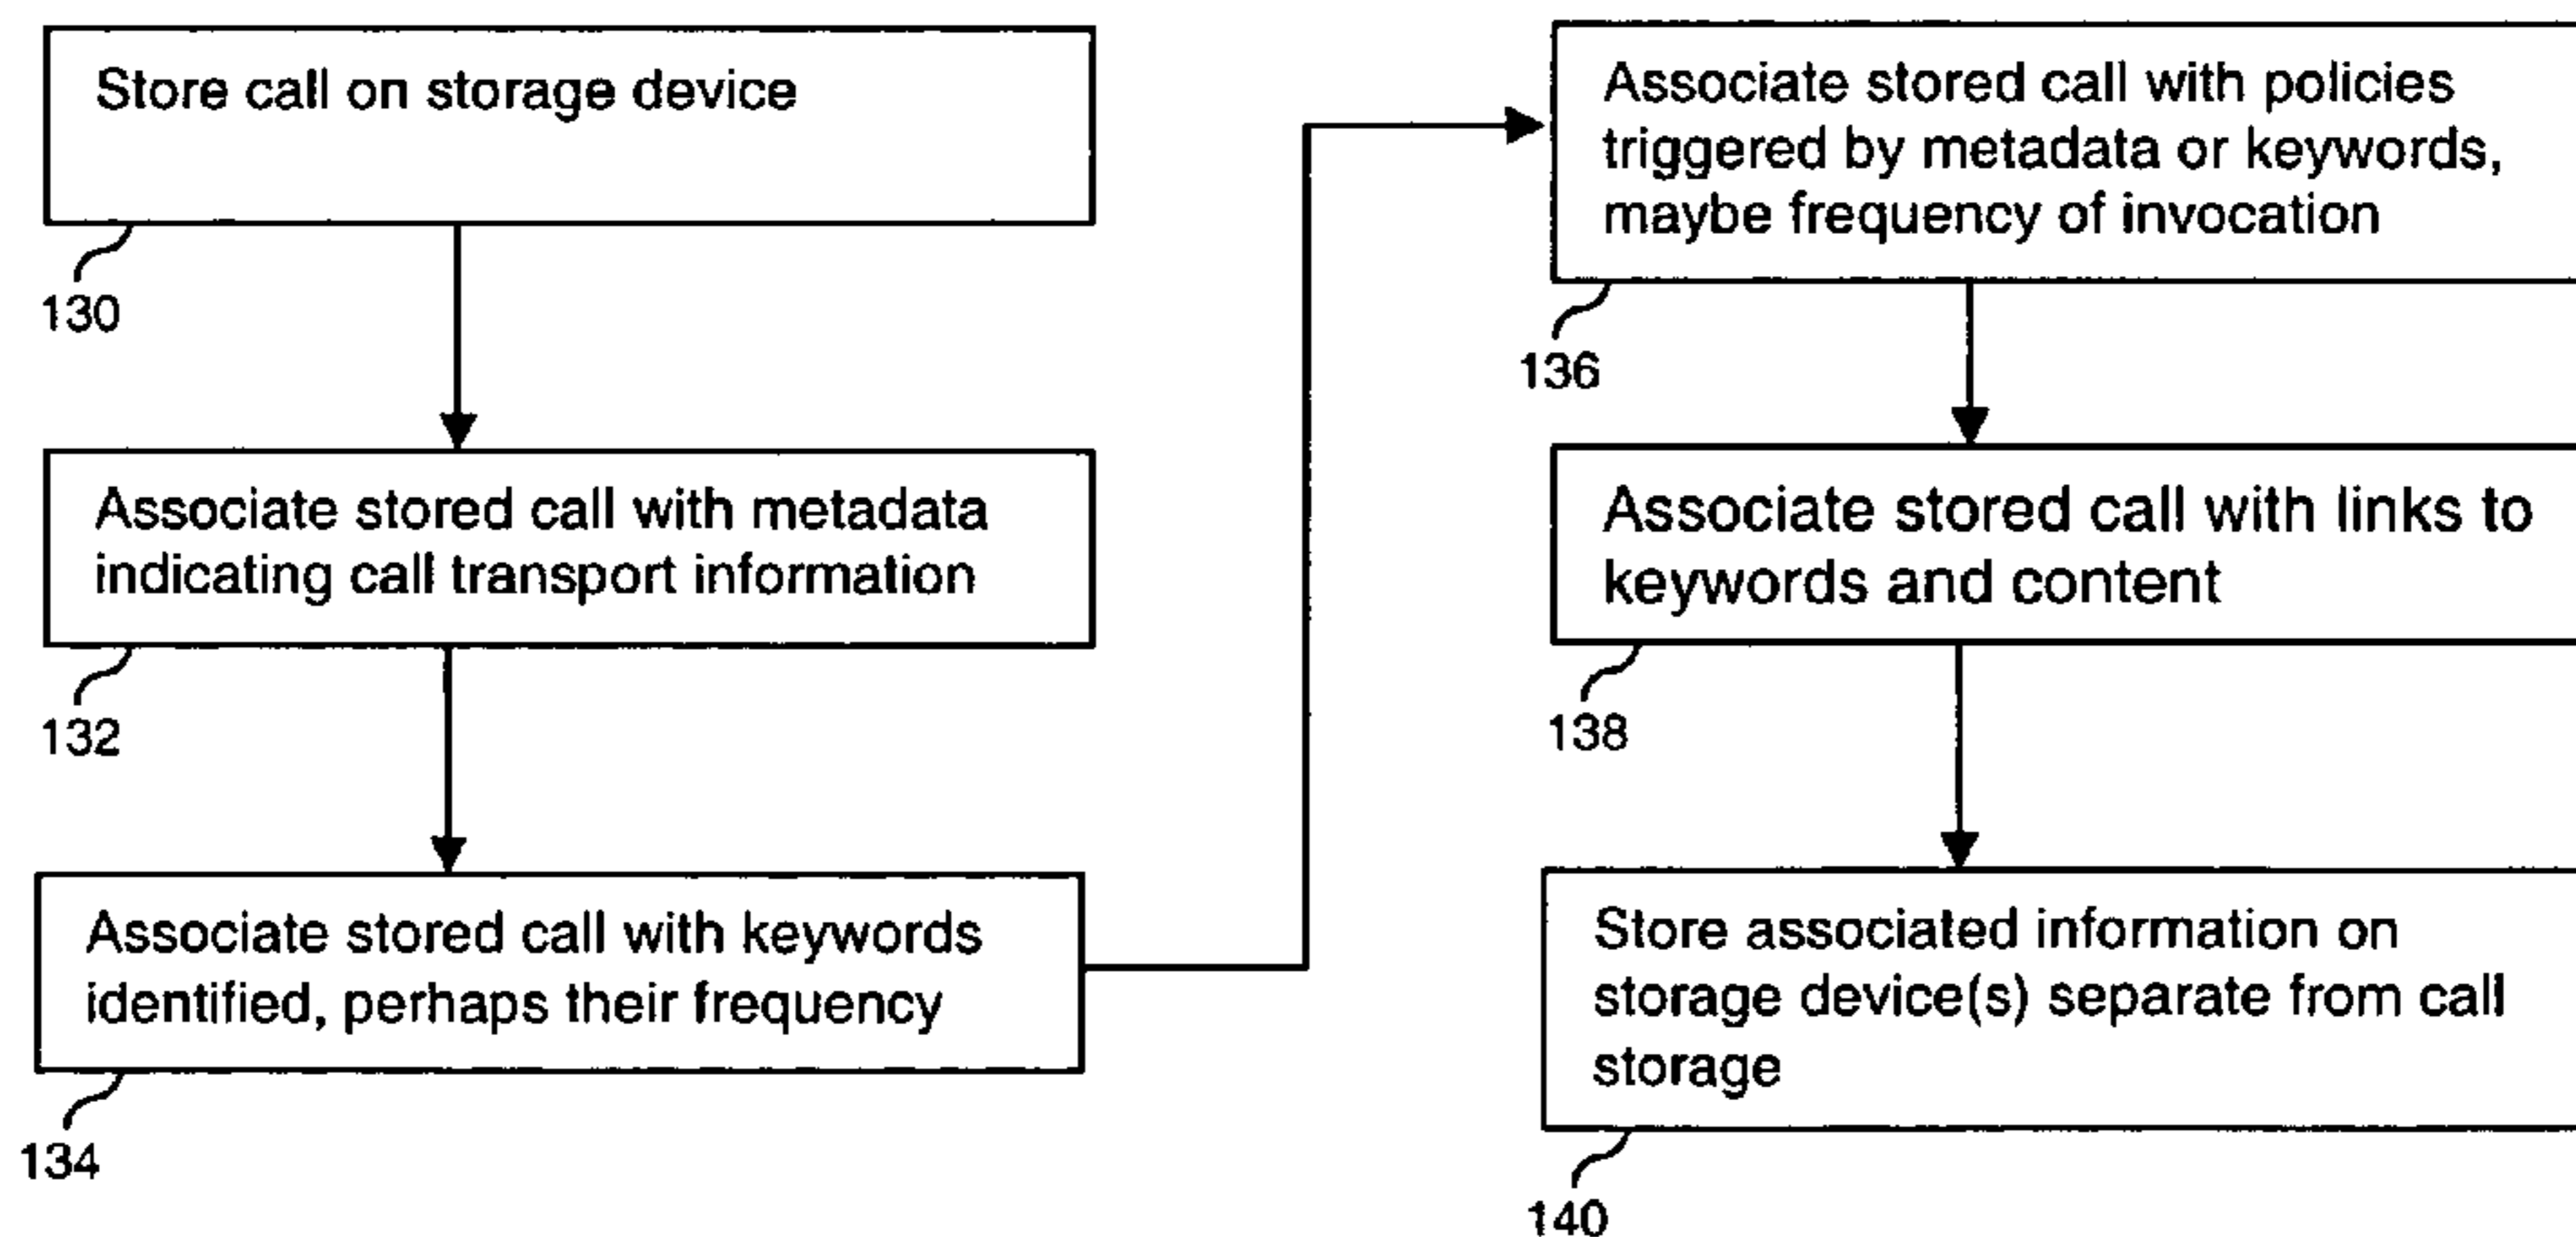 Store call on storage device
130
Associate stored call with metadata
indicating call transport information
132
Associate stored call with keywords
identified, perhaps their frequency
134
Associate stored call with policies
triggered by metadata or keywords,
maybe frequency of invocation
136
Associate stored call with links to
keywords and content
138
Store associated information on
storage device(s) separate from call
storage
140